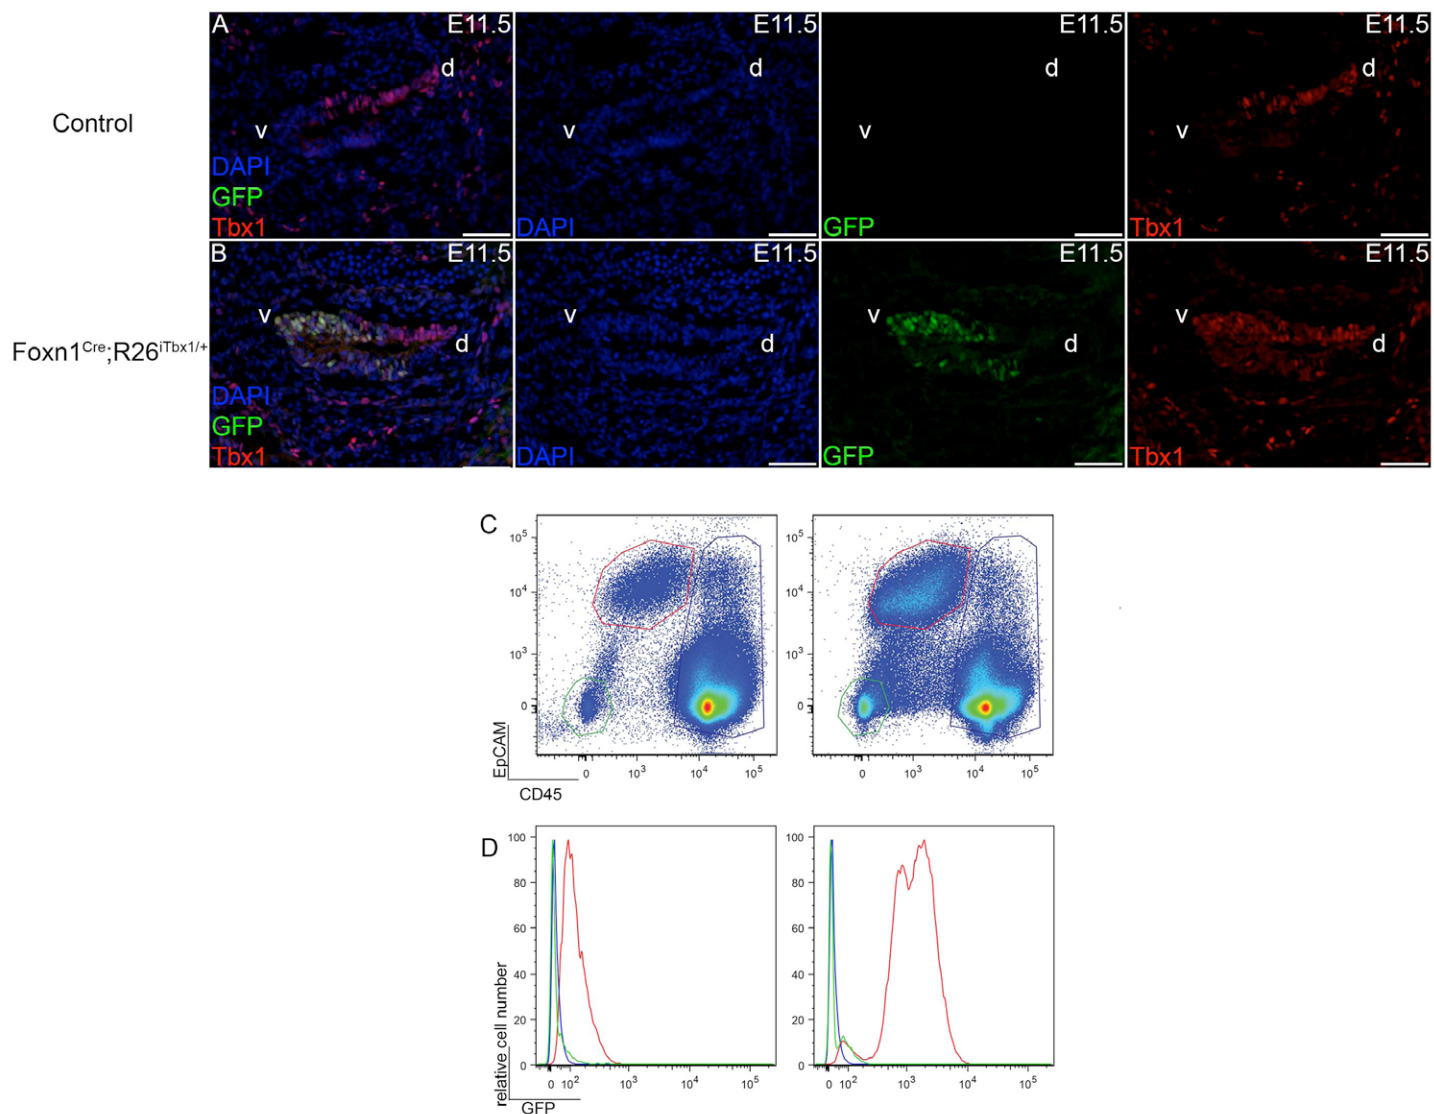 A E11.5 E11.5 E11.5 E11.5
d d d d
Control
v v v v
DAPI
GFP
Tbx1 DAPI GFP Tbx1
B E11.5 E11.5 E11.5 E11.5
v v v v
d d d d
Foxn1Cre;R26iTbx1/+
DAPI
GFP
Tbx1 DAPI GFP Tbx1
C
10⁵ 10⁵
10⁴ 10⁴
10³ 10³
0 0
EpCAM
0 10³ 10⁴ 10⁵ 0 10³ 10⁴ 10⁵
CD45
D
100 100
80 80
60 60
40 40
20 20
0 0
relative cell number
0 10² 10³ 10⁴ 10⁵ 0 10² 10³ 10⁴ 10⁵
GFP